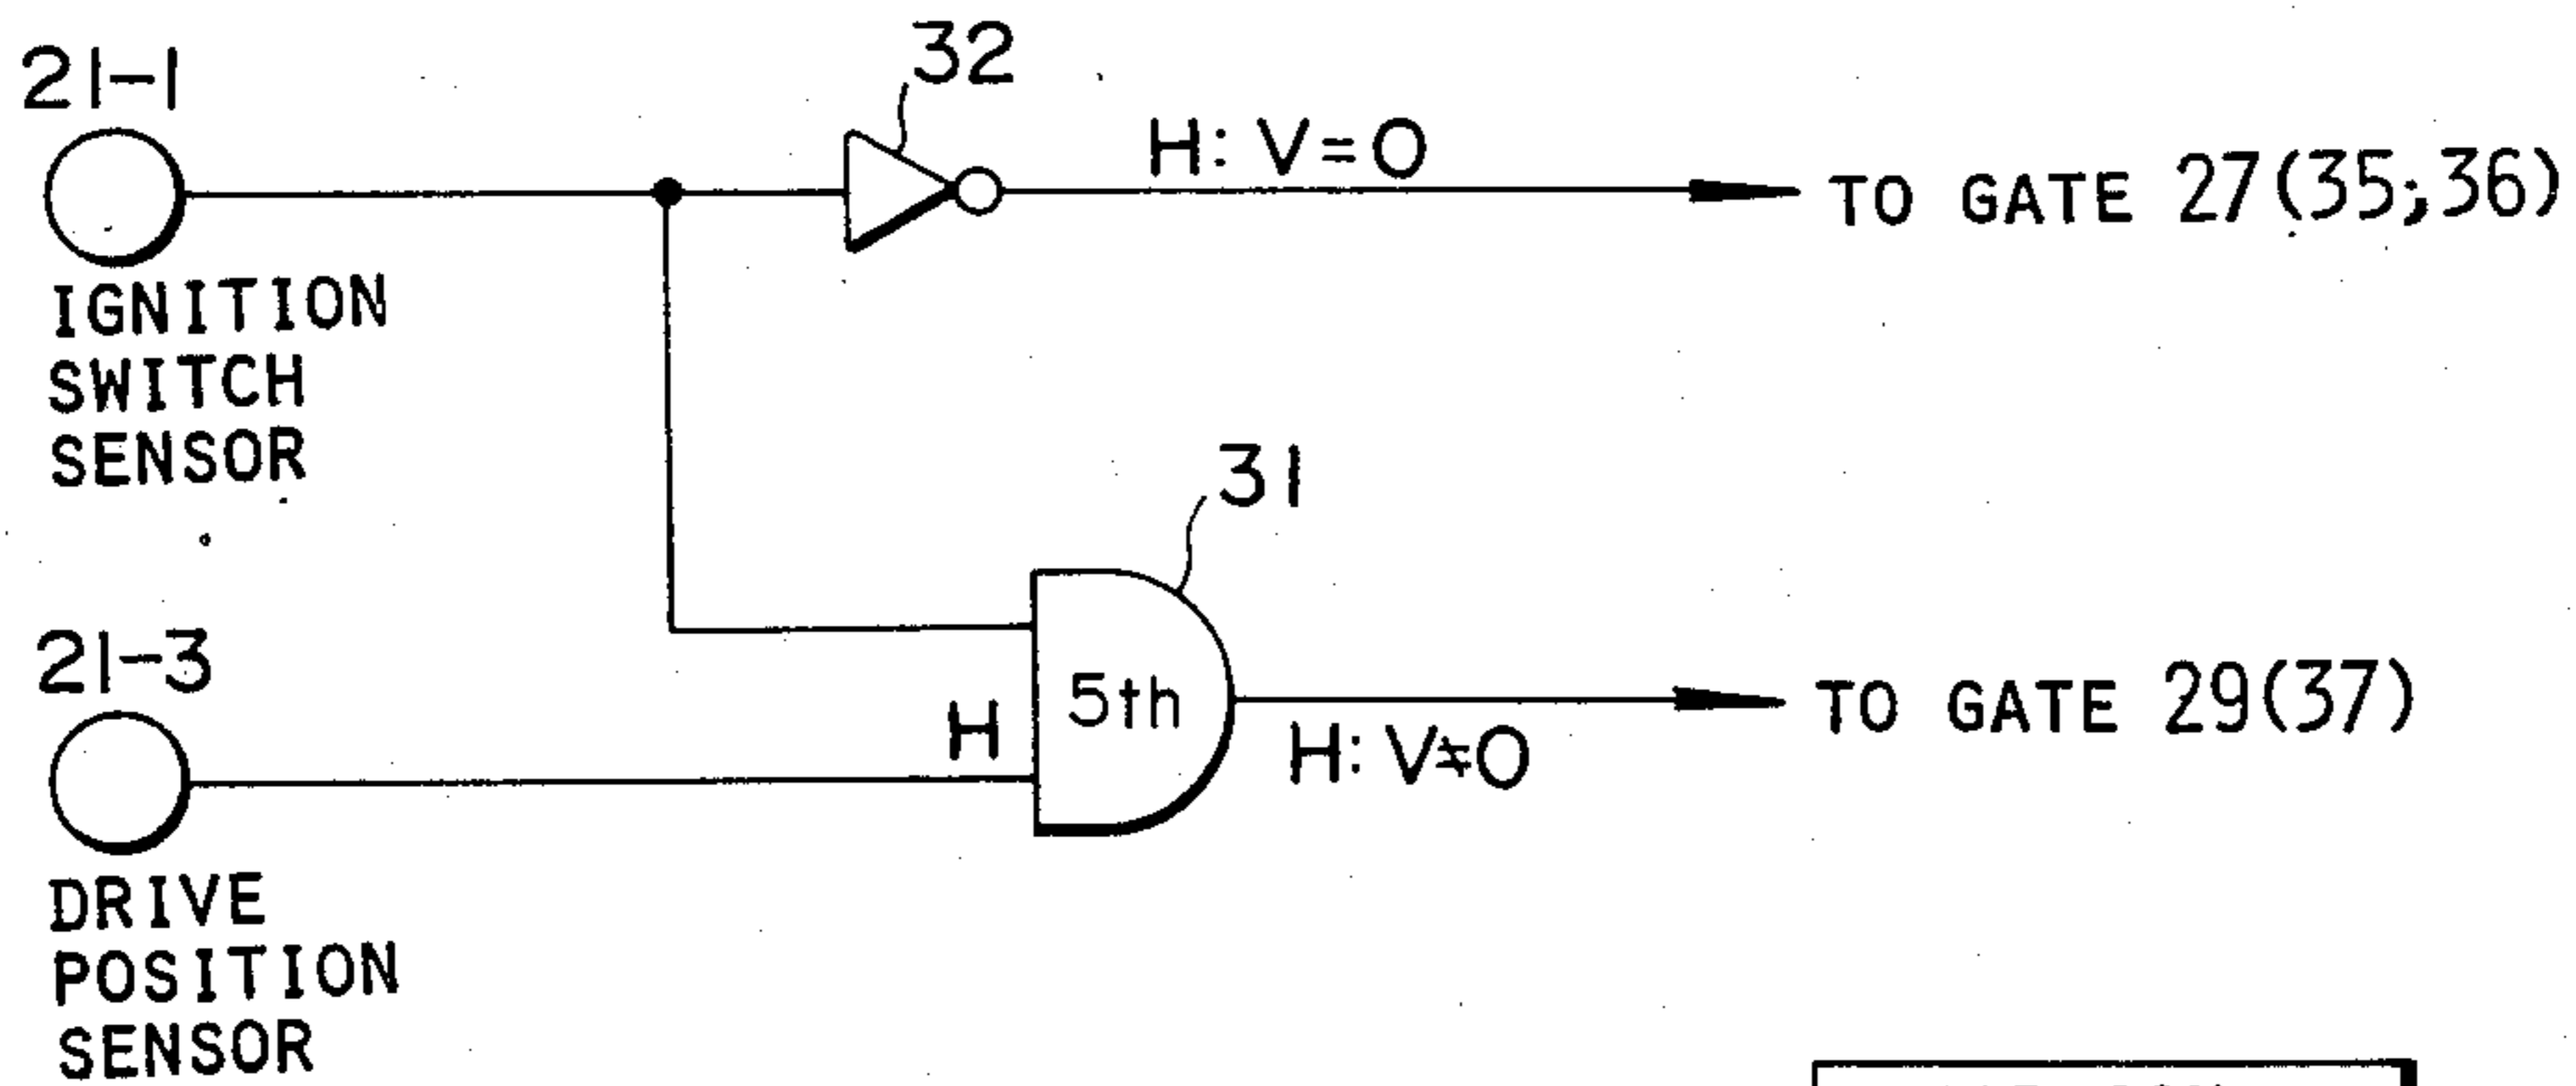 21-1
32
H: V=0
TO GATE 27(35;36)
IGNITION
SWITCH
SENSOR
31
21-3
H
5th
H: V≠0
TO GATE 29(37)
DRIVE
POSITION
SENSOR